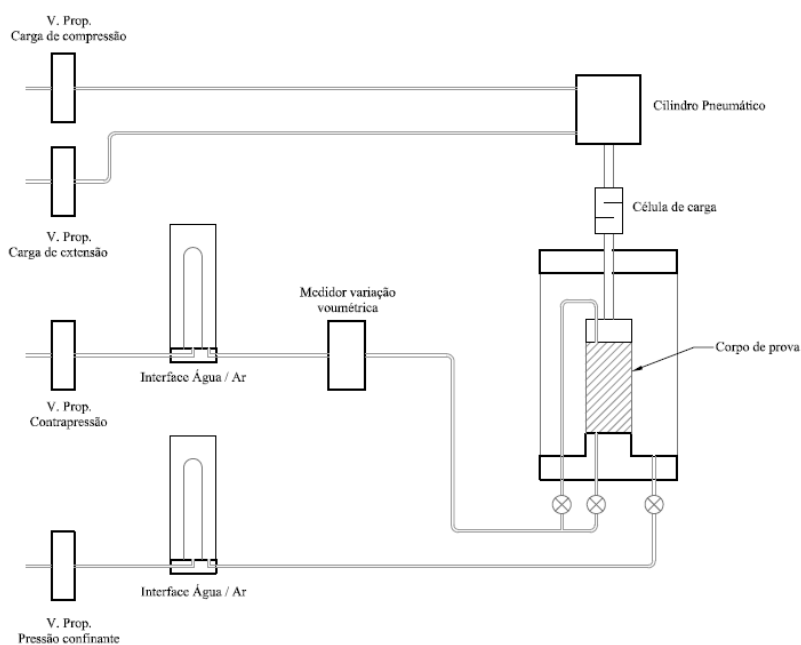 V. Prop.
Carga de compressão
Cilindro Pneumático
Célula de carga
V. Prop.
Carga de extensão
Medidor variação
voumétrica
Corpo de prova
Interface Água / Ar
V. Prop.
Contrapressão
Interface Água / Ar
V. Prop.
Pressão confinante